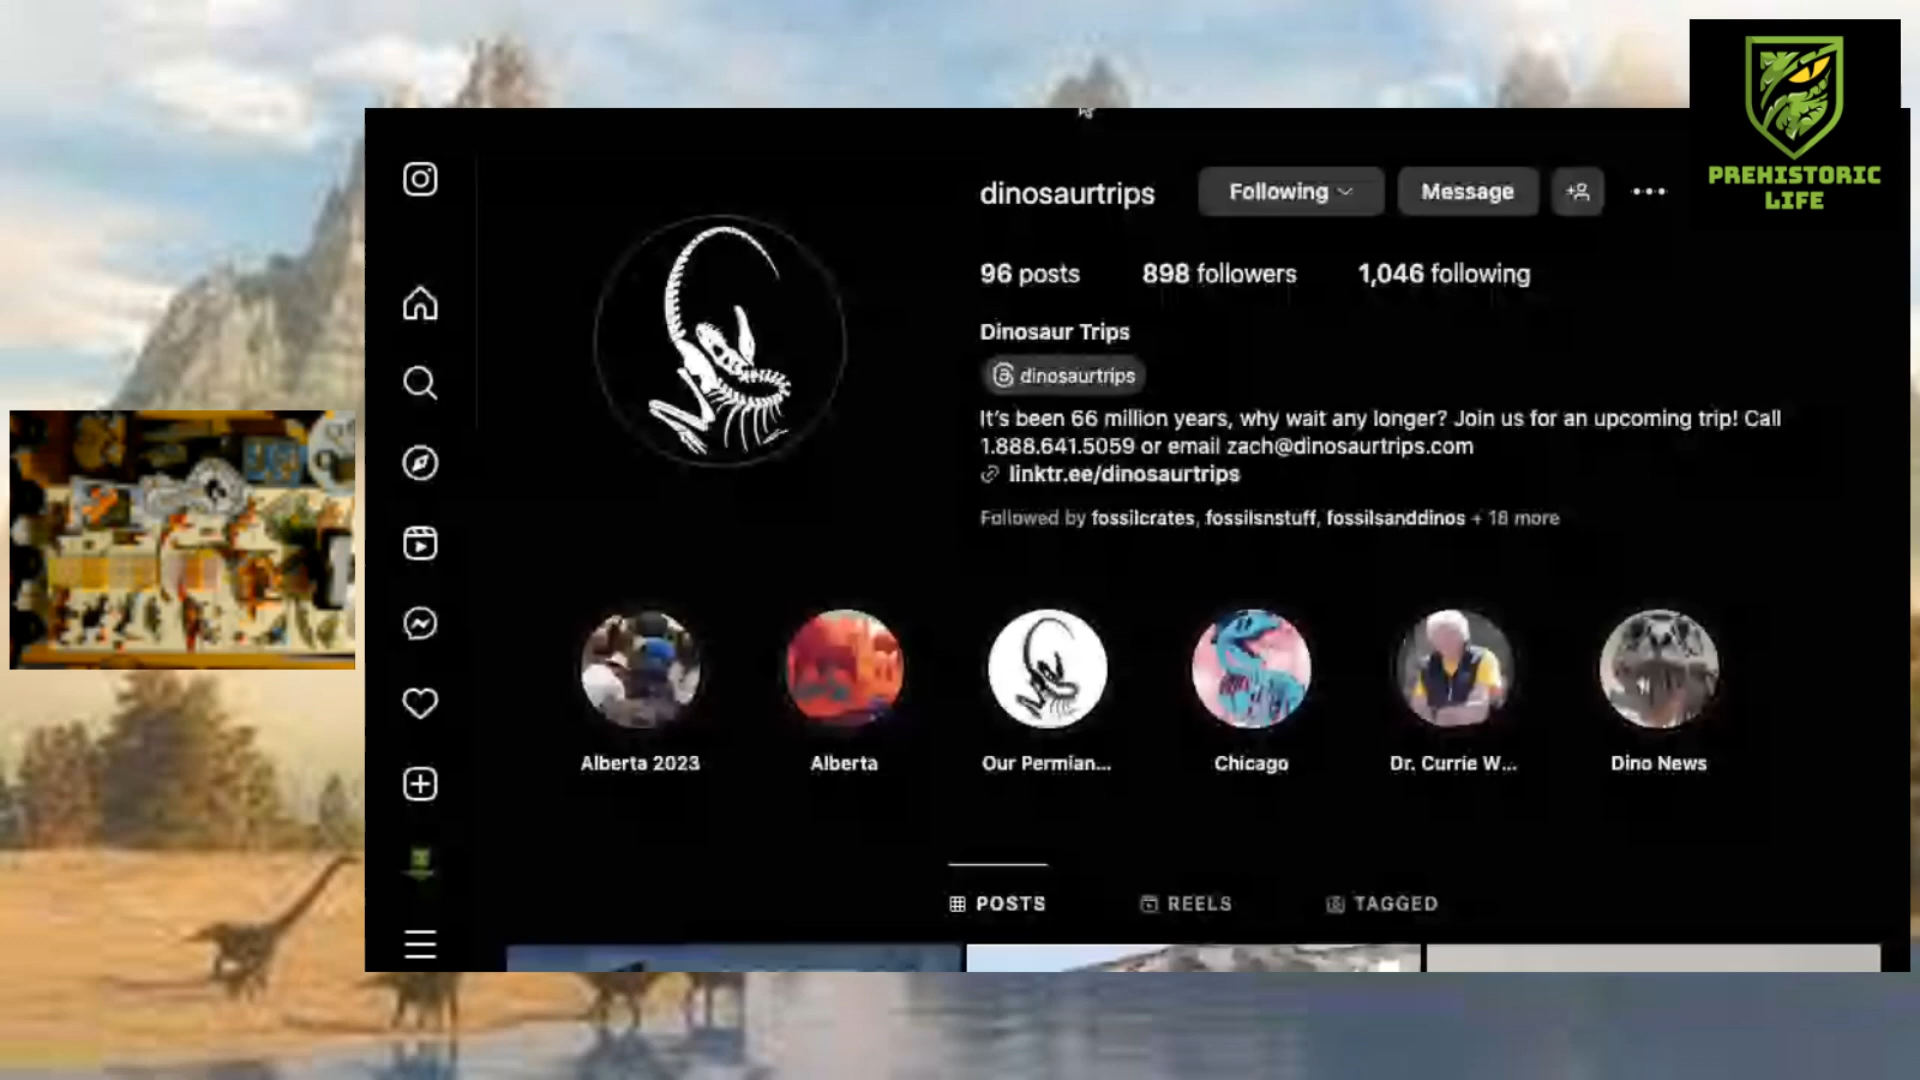 PREHISTORIC
LIFE
dinosaurtrips
Following
Message
96 posts
898 followers
1,046 following
Dinosaur Trips
dinosaurtrips
It's been 66 million years, why wait any longer? Join us for an upcoming trip! Call
1.888.641.5059 or email zach@dinosaurtrips.com
linktr.ee/dinosaurtrips
Followed by fossilcrates, fossilsnstuff, fossilsanddinos + 18 more
Alberta 2023
Alberta
Our Permian...
Chicago
Dr. Currie W...
Dino News
POSTS
REELS
TAGGED